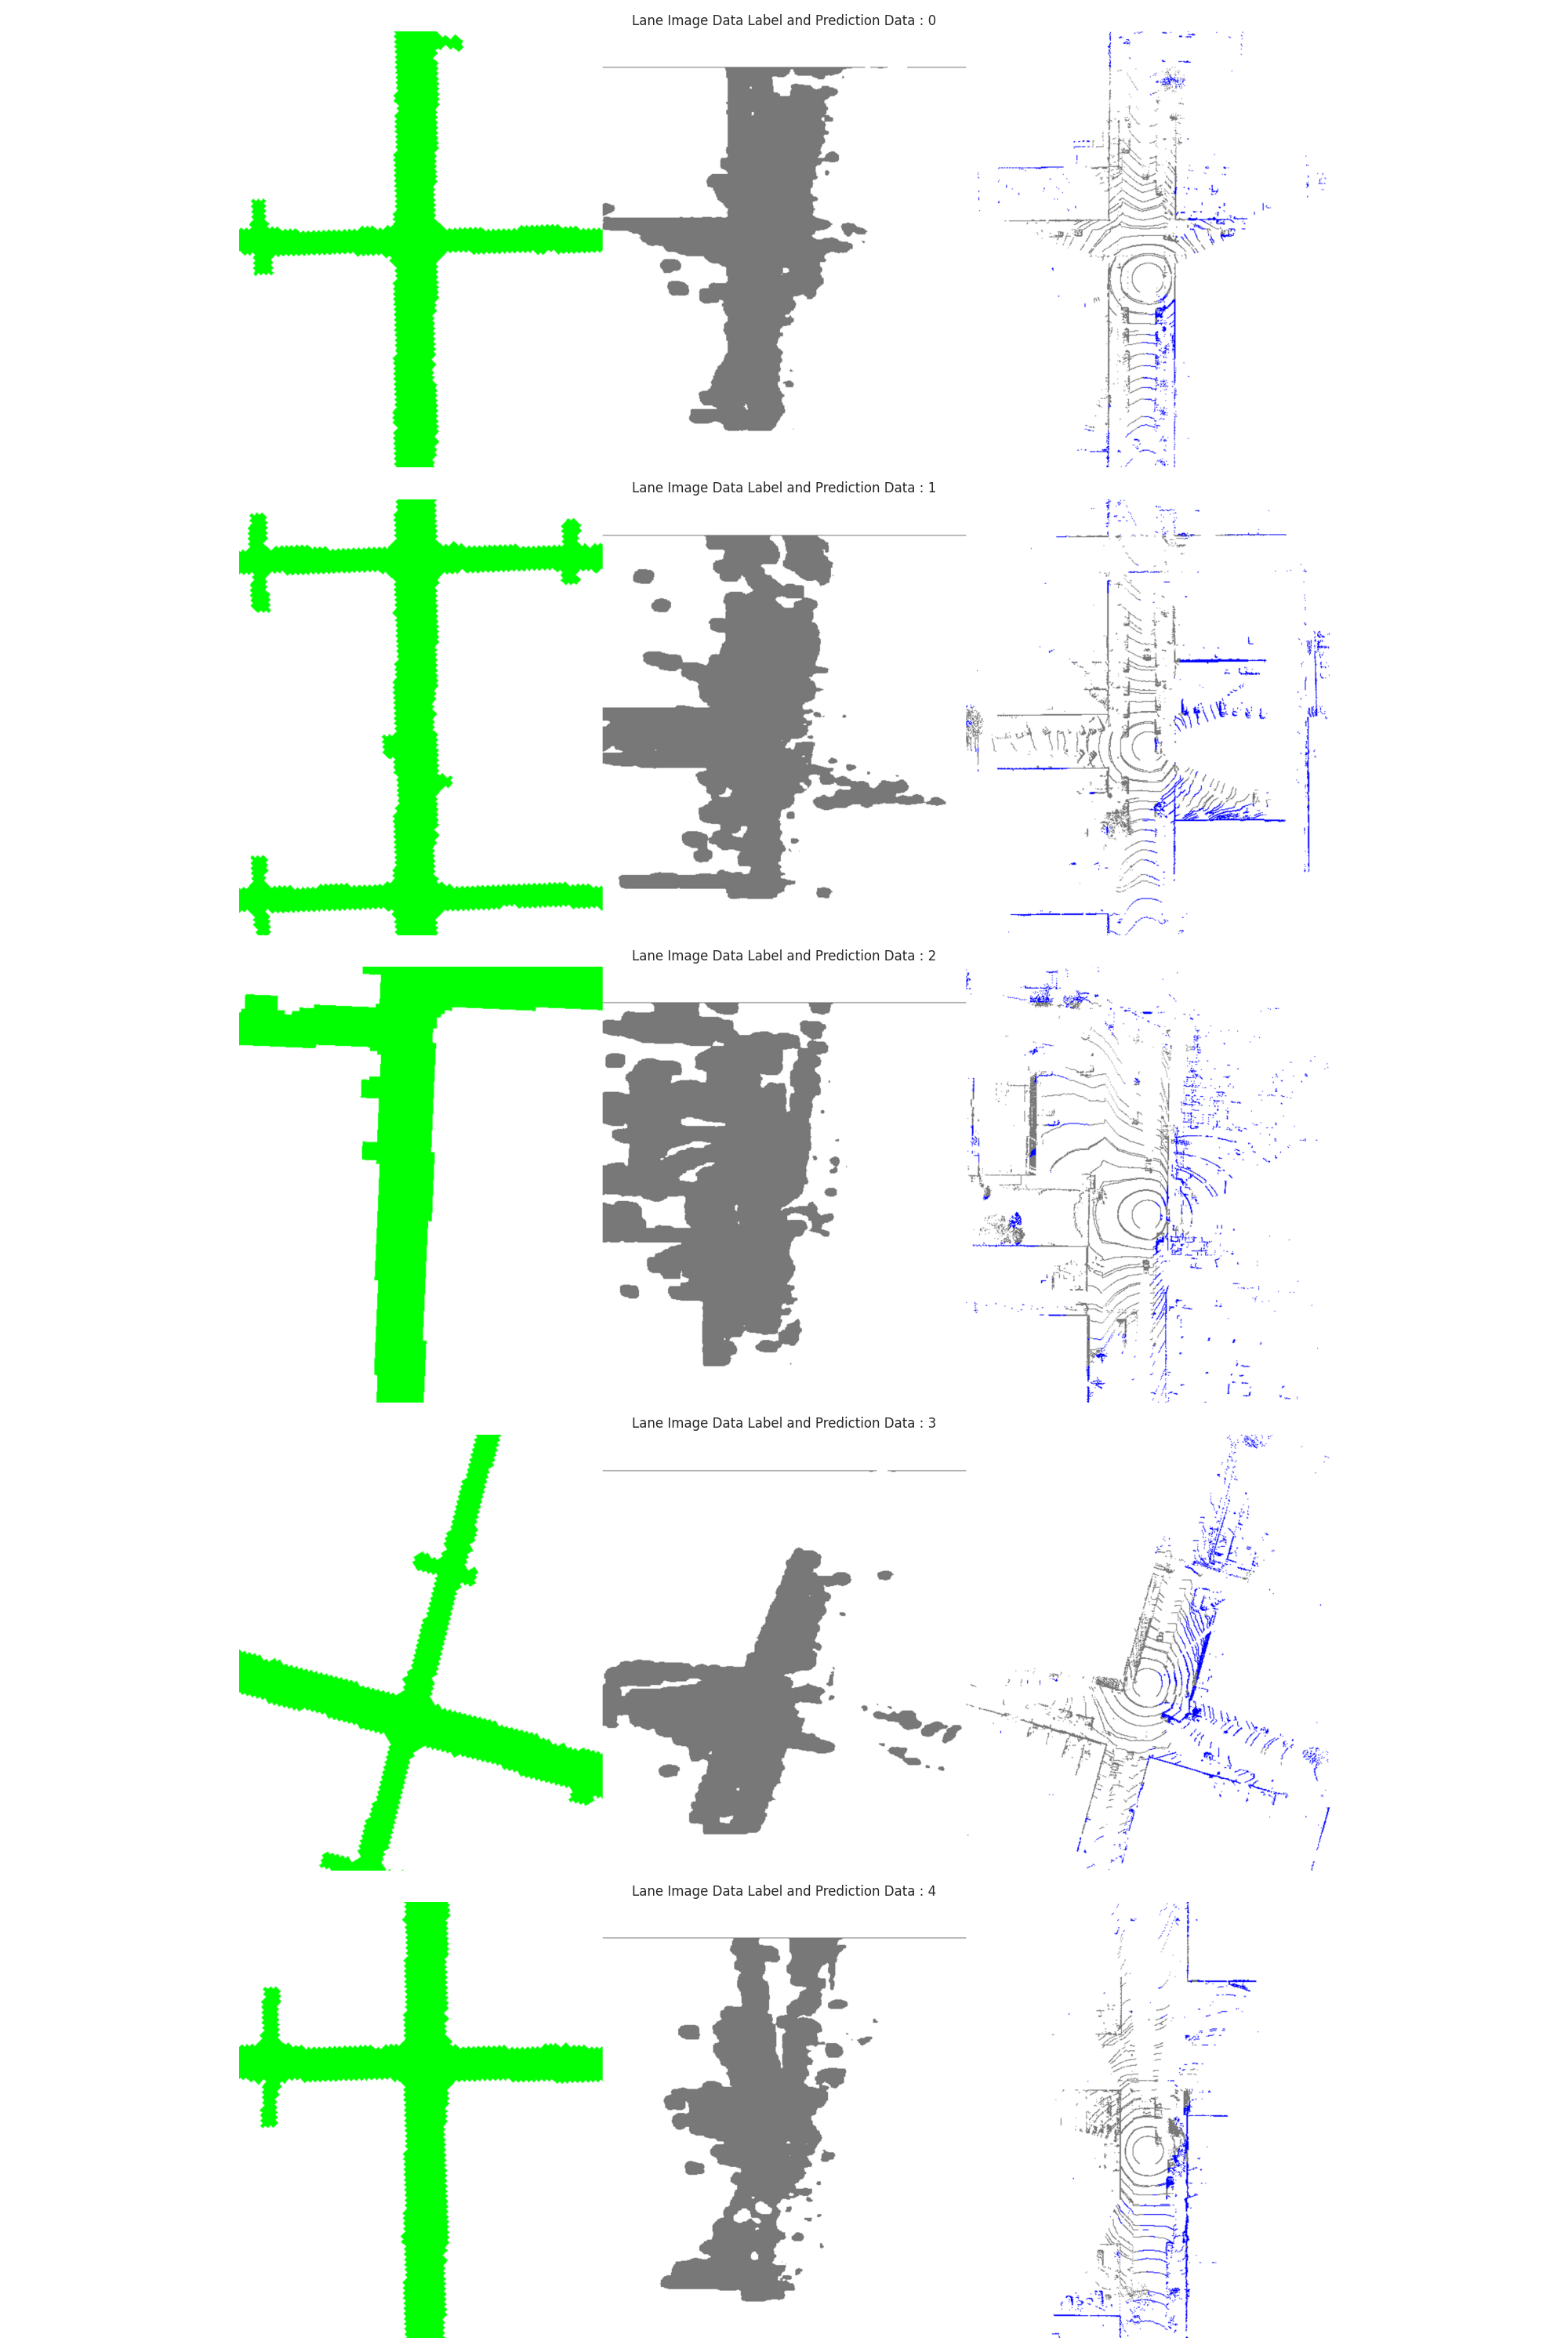 Lane Image Data Label and Prediction Data : 0
Lane Image Data Label and Prediction Data : 1
Lane Image Data Label and Prediction Data : 2
Lane Image Data Label and Prediction Data : 3
Lane Image Data Label and Prediction Data : 4